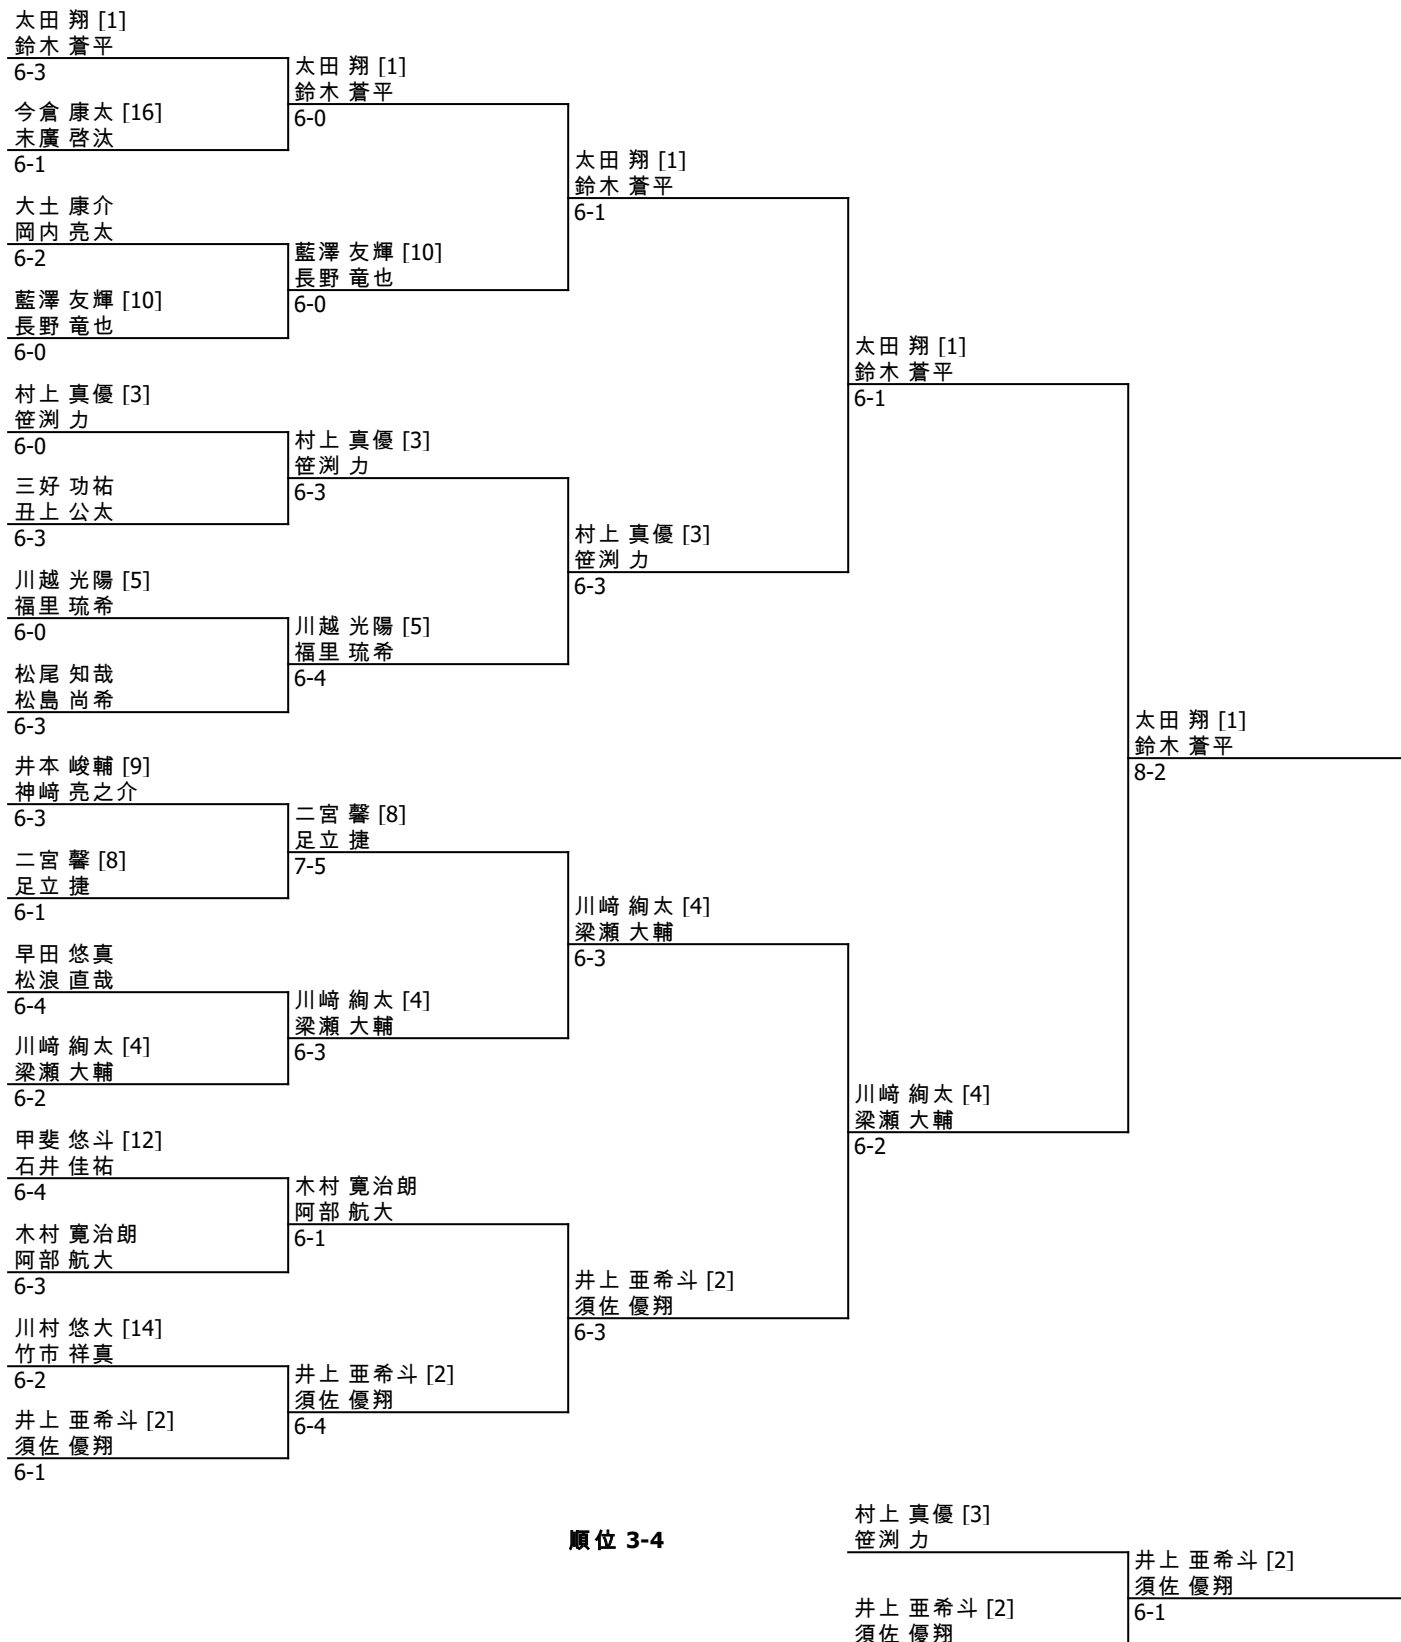 太田 翔 [1]
鈴木 蒼平
6-3
今倉 康太 [16]
末廣 啓汰
6-1
大土 康介
岡内 亮太
6-2
藍澤 友輝 [10]
長野 竜也
6-0
村上 真優 [3]
笹渕 力
6-0
三好 功祐
丑上 公太
6-3
川越 光陽 [5]
福里 琉希
6-0
松尾 知哉
松島 尚希
6-3
井本 峻輔 [9]
神﨑 亮之介
6-3
二宮 馨 [8]
足立 捷
6-1
早田 悠真
松浪 直哉
6-4
川﨑 絢太 [4]
梁瀬 大輔
6-2
甲斐 悠斗 [12]
石井 佳祐
6-4
木村 寛治朗
阿部 航大
6-3
川村 悠大 [14]
竹市 祥真
6-2
井上 亜希斗 [2]
須佐 優翔
6-1
太田 翔 [1]
鈴木 蒼平
6-0
藍澤 友輝 [10]
長野 竜也
6-0
村上 真優 [3]
笹渕 力
6-3
川越 光陽 [5]
福里 琉希
6-4
二宮 馨 [8]
足立 捷
7-5
川﨑 絢太 [4]
梁瀬 大輔
6-3
木村 寛治朗
阿部 航大
6-1
井上 亜希斗 [2]
須佐 優翔
6-4
太田 翔 [1]
鈴木 蒼平
6-1
村上 真優 [3]
笹渕 力
6-3
川﨑 絢太 [4]
梁瀬 大輔
6-3
井上 亜希斗 [2]
須佐 優翔
6-3
太田 翔 [1]
鈴木 蒼平
6-1
川﨑 絢太 [4]
梁瀬 大輔
6-2
太田 翔 [1]
鈴木 蒼平
8-2
順位 3-4
村上 真優 [3]
笹渕 力
井上 亜希斗 [2]
須佐 優翔
井上 亜希斗 [2]
須佐 優翔
6-1